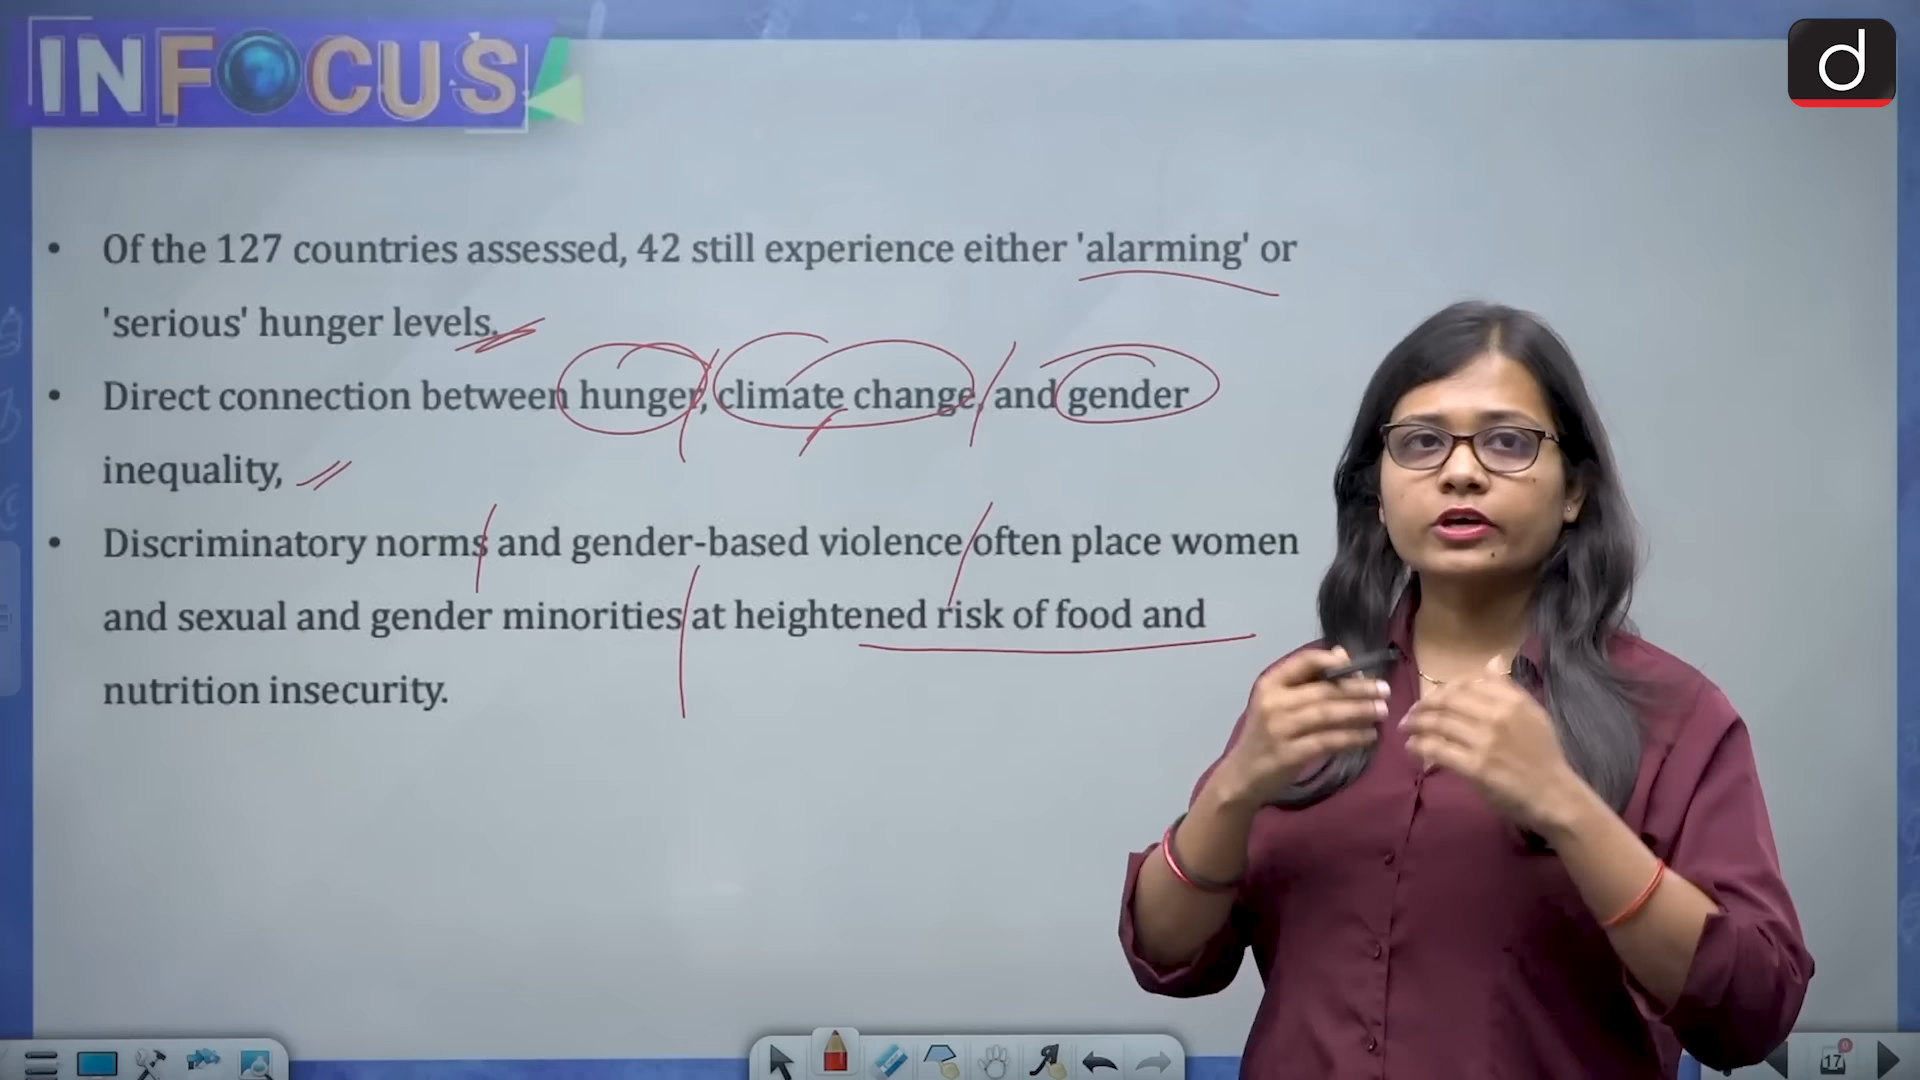 INFOCUS
d
• Of the 127 countries assessed, 42 still experience either 'alarming' or
'serious' hunger levels.
• Direct connection between hunger, climate change, and gender
inequality,
• Discriminatory norms and gender-based violence often place women
and sexual and gender minorities at heightened risk of food and
nutrition insecurity.
17